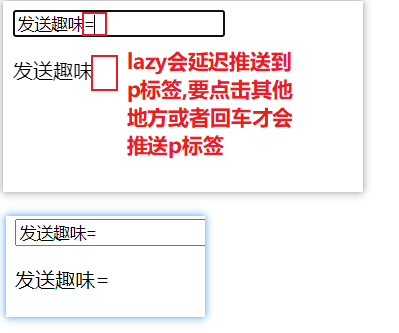 发送趣味=
发送趣味
lazy会延迟推送到
p标签,要点击其他
地方或者回车才会
推送p标签
发送趣味=
发送趣味=